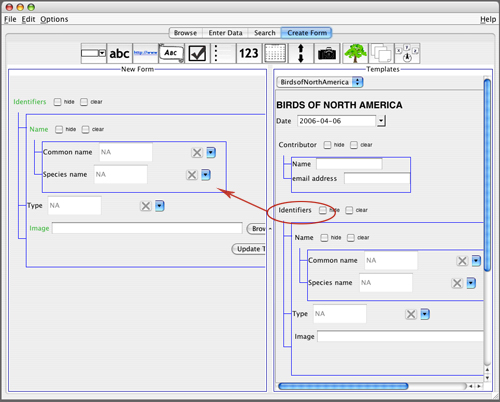 File Edit Options Help
Browse Enter Data Search Create Form
abc http://www Abc 123
New Form
Identifiers hide clear
Name hide clear
Common name NA
Species name NA
Type NA
Image Brow
Update T
Templates
BirdsofNorthAmerica
BIRDS OF NORTH AMERICA
Date 2006-04-06
Contributor hide clear
Name
email address
Identifiers hide clear
Name hide clear
Common name NA
Species name NA
Type NA
Image